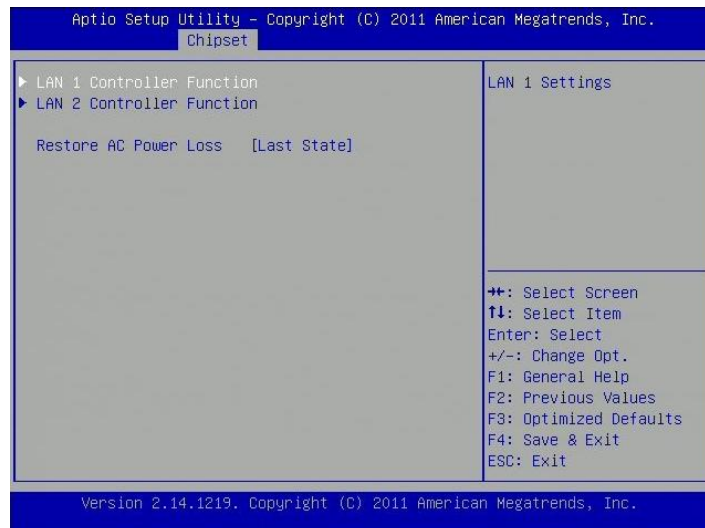 Aptio Setup Utility – Copyright (C) 2011 American Megatrends, Inc.
Chipset
LAN 1 Controller Function
LAN 2 Controller Function
Restore AC Power Loss [Last State]
LAN 1 Settings
→←: Select Screen
↑↓: Select Item
Enter: Select
+/-: Change Opt.
F1: General Help
F2: Previous Values
F3: Optimized Defaults
F4: Save & Exit
ESC: Exit
Version 2.14.1219. Copyright (C) 2011 American Megatrends, Inc.